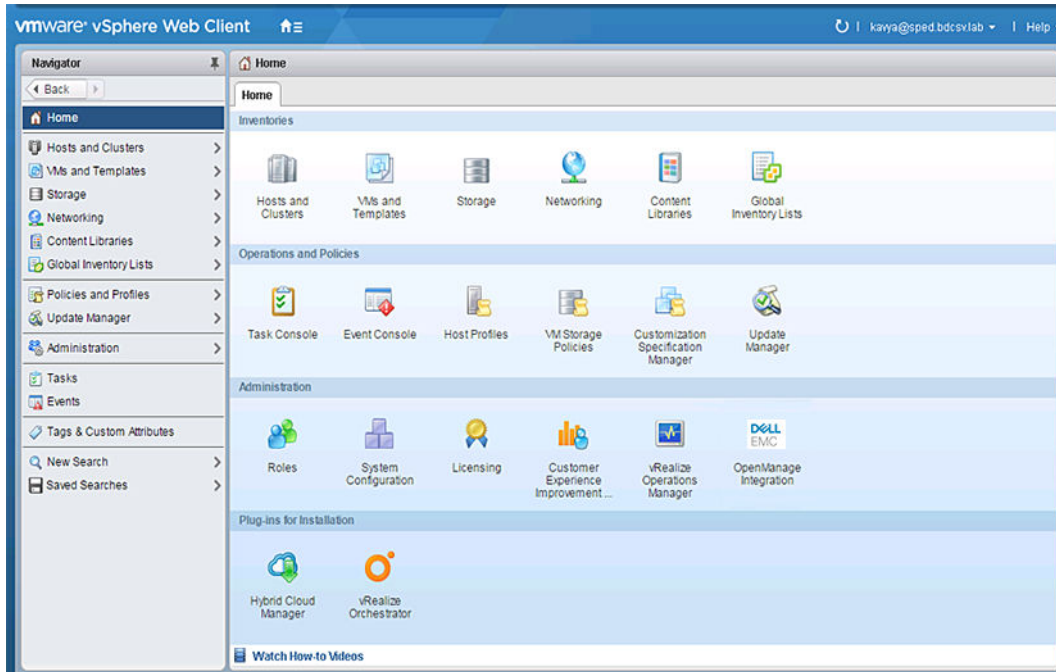 vmware® vSphere Web Client
kavya@sped.bdcsv.lab
Help
Navigator
Back
Home
Hosts and Clusters
VMs and Templates
Storage
Networking
Content Libraries
Global Inventory Lists
Policies and Profiles
Update Manager
Administration
Tasks
Events
Tags & Custom Attributes
New Search
Saved Searches
Home
Home
Inventories
Hosts and
Clusters
VMs and
Templates
Storage
Networking
Content
Libraries
Global
Inventory Lists
Operations and Policies
Task Console
Event Console
Host Profiles
VM Storage
Policies
Customization
Specification
Manager
Update
Manager
Administration
Roles
System
Configuration
Licensing
Customer
Experience
Improvement ...
vRealize
Operations
Manager
DELL
EMC
OpenManage
Integration
Plug-ins for Installation
Hybrid Cloud
Manager
vRealize
Orchestrator
Watch How-to Videos